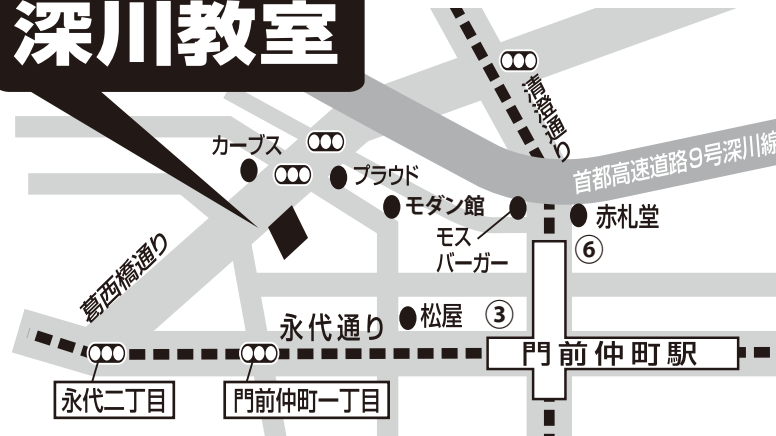 深川教室
清澄通り
カーブス
プラウド
首都高速道路9号深川線
モダン館
赤札堂
モス
バーガー
⑥
葛西橋通り
永代通り
松屋
③
門前仲町駅
永代二丁目
門前仲町一丁目